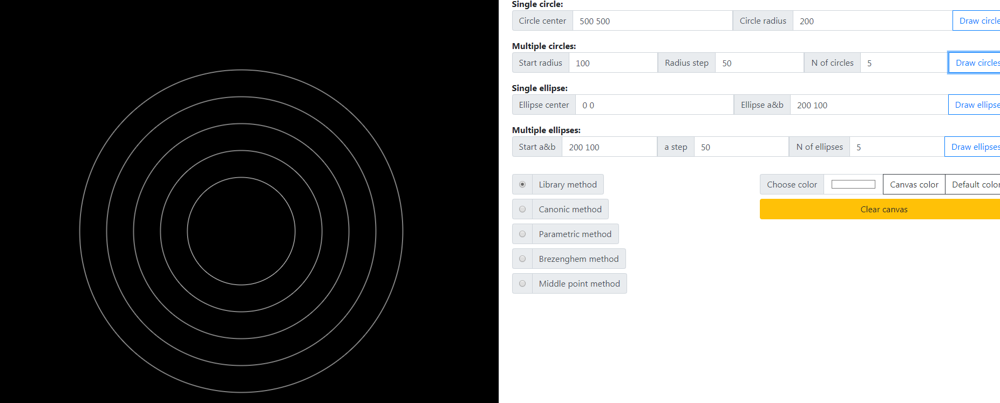 Single circle:
Circle center 500 500 Circle radius 200 Draw circle
Multiple circles:
Start radius 100 Radius step 50 N of circles 5 Draw circles
Single ellipse:
Ellipse center 0 0 Ellipse a&b 200 100 Draw ellipse
Multiple ellipses:
Start a&b 200 100 a step 50 N of ellipses 5 Draw ellipses
Library method Choose color Canvas color Default color
Canonic method Clear canvas
Parametric method
Brezenghem method
Middle point method